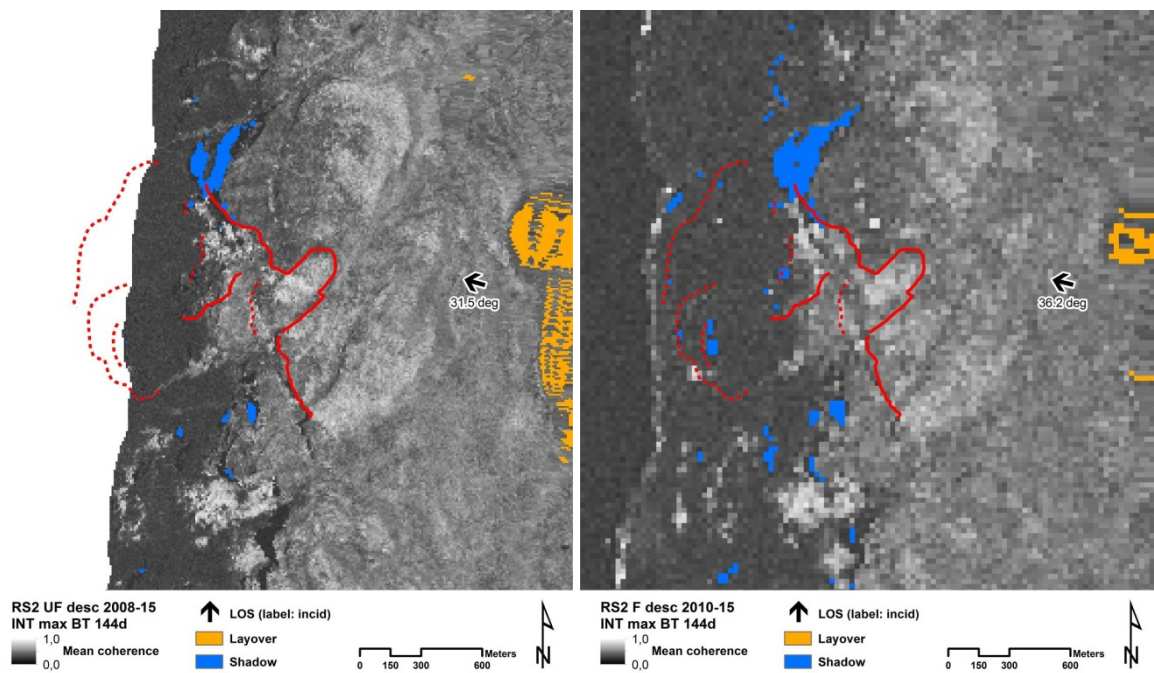 31.5 deg
36.2 deg
RS2 UF desc 2008-15
INT max BT 144d
1,0
0,0
Mean coherence
LOS (label: incid)
Layover
Shadow
Meters
0 150 300 600
N
RS2 F desc 2010-15
INT max BT 144d
1,0
0,0
Mean coherence
LOS (label: incid)
Layover
Shadow
Meters
0 150 300 600
N